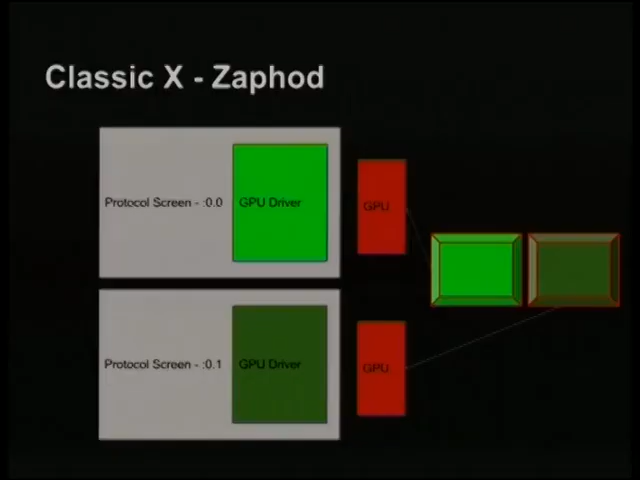 Classic X - Zaphod
Protocol Screen - :0.0
GPU Driver
GPU
Protocol Screen - :0.1
GPU Driver
GPU